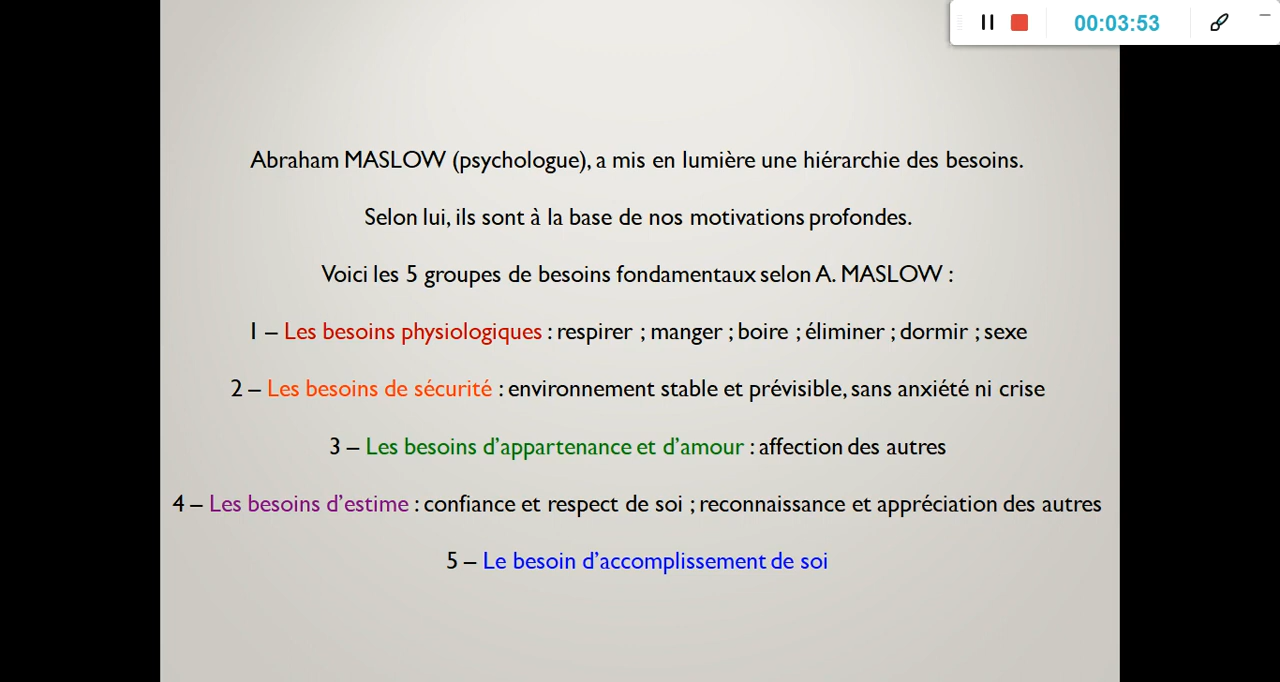 00:03:53
Abraham MASLOW (psychologue), a mis en lumière une hiérarchie des besoins.
Selon lui, ils sont à la base de nos motivations profondes.
Voici les 5 groupes de besoins fondamentaux selon A. MASLOW :
1 – Les besoins physiologiques : respirer ; manger ; boire ; éliminer ; dormir ; sexe
2 – Les besoins de sécurité : environnement stable et prévisible, sans anxiété ni crise
3 – Les besoins d’appartenance et d’amour : affection des autres
4 – Les besoins d’estime : confiance et respect de soi ; reconnaissance et appréciation des autres
5 – Le besoin d’accomplissement de soi